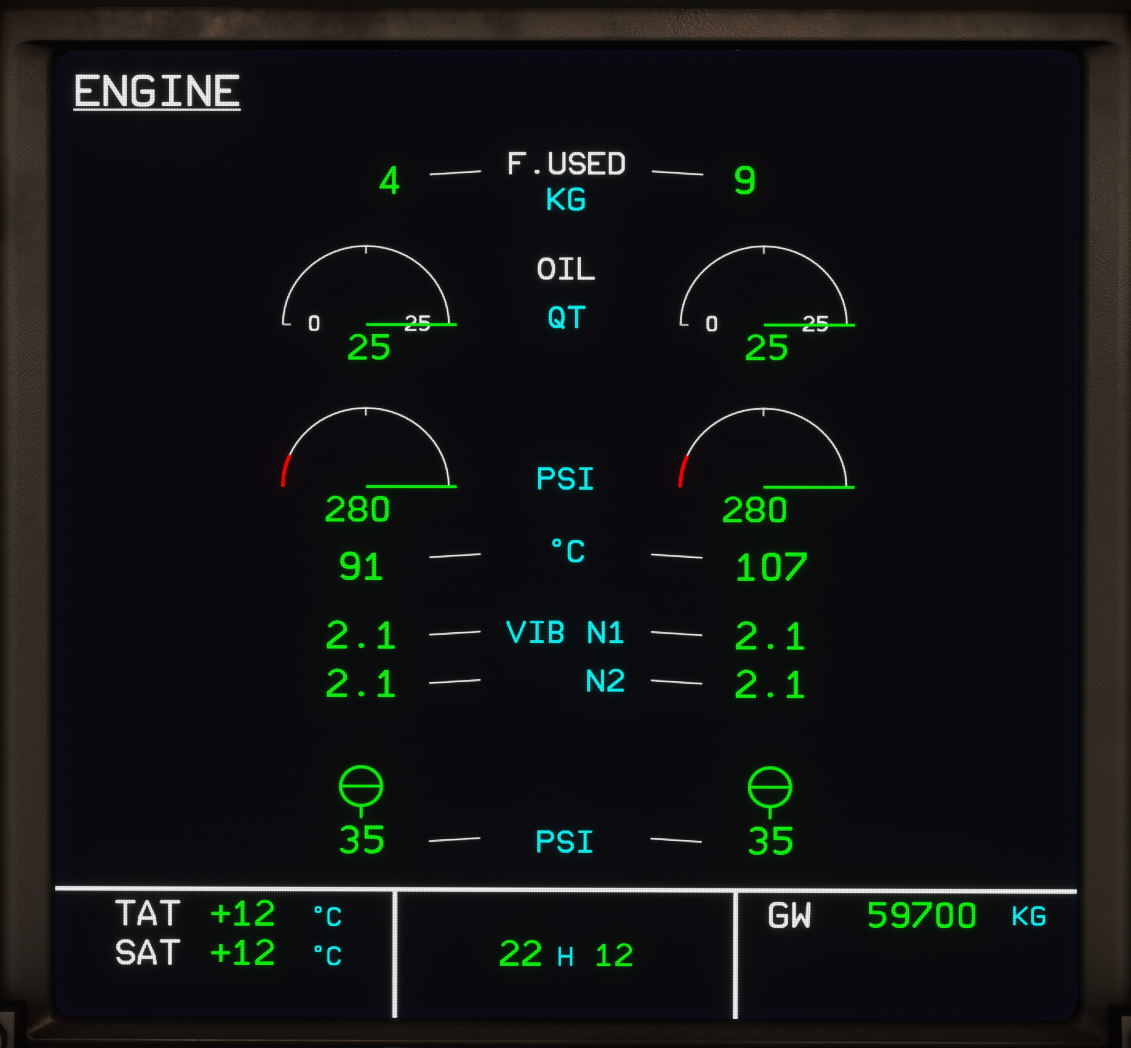 ENGINE
4 F.USED 9
KG
OIL
0 25 QT 0 25
25 25
PSI
280 280
91 °C 107
2.1 VIB N1 2.1
2.1 N2 2.1
35 PSI 35
TAT +12 °C GW 59700 KG
SAT +12 °C 22 H 12